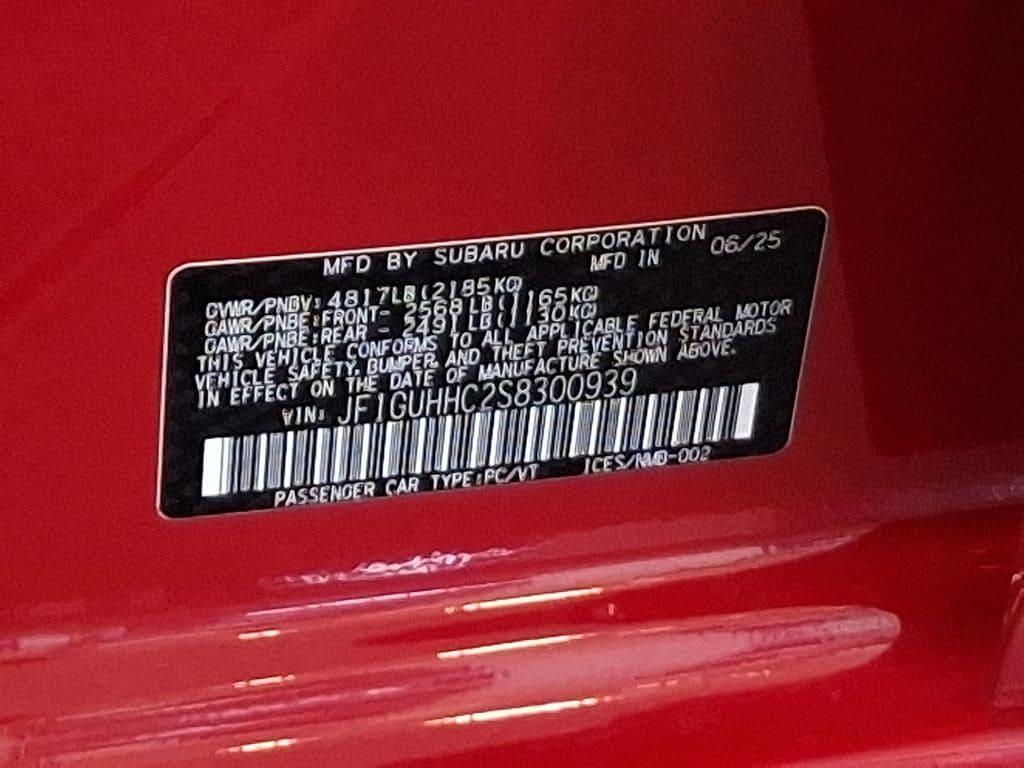 MFD BY SUBARU CORPORATION
MFD IN 06/25
GVWR/PNBV: 4817LB(2185KG)
GAWR/PNBE:FRONT- 2568LB(1165KG)
GAWR/PNBE:REAR - 2491LB(1130KG)
THIS VEHICLE CONFORMS TO ALL APPLICABLE FEDERAL MOTOR
VEHICLE SAFETY, BUMPER, AND THEFT PREVENTION STANDARDS
IN EFFECT ON THE DATE OF MANUFACTURE SHOWN ABOVE.
VIN: JF1GUHHC2S8300939
PASSENGER CAR TYPE:PC/VT ICES/NMB-002